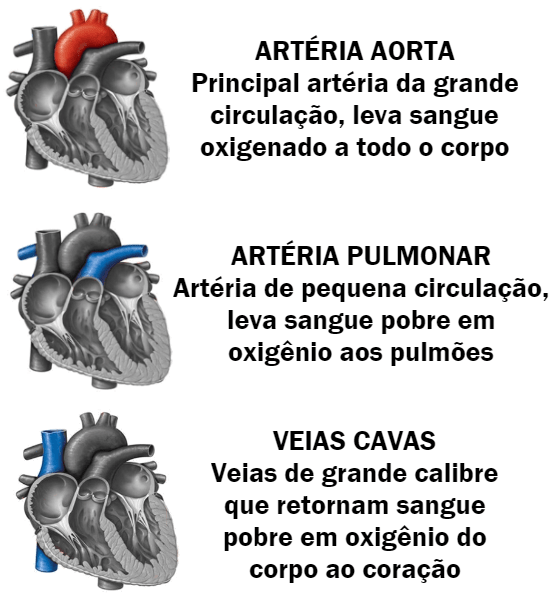 ARTÉRIA AORTA
Principal artéria da grande
circulação, leva sangue
oxigenado a todo o corpo
ARTÉRIA PULMONAR
Artéria de pequena circulação,
leva sangue pobre em
oxigênio aos pulmões
VEIAS CAVAS
Veias de grande calibre
que retornam sangue
pobre em oxigênio do
corpo ao coração